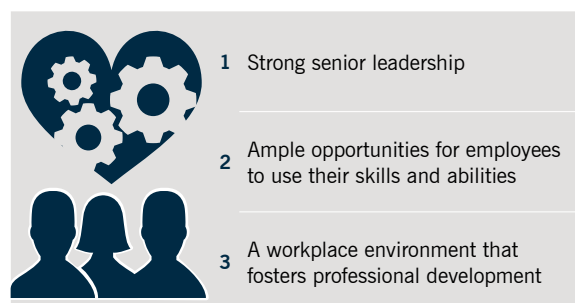 1 Strong senior leadership
2 Ample opportunities for employees
to use their skills and abilities
3 A workplace environment that
fosters professional development